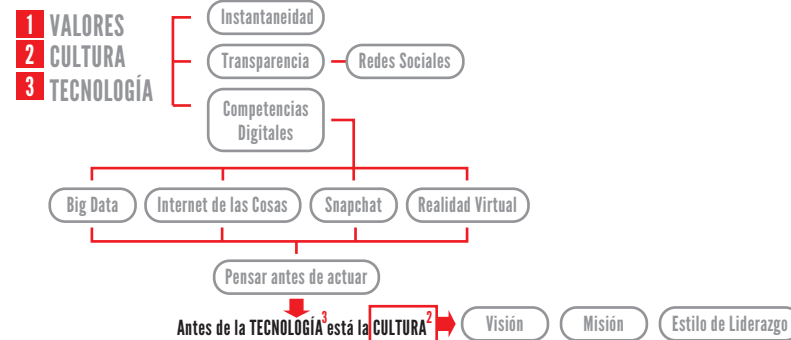 1 VALORES
2 CULTURA
3 TECNOLOGÍA
Instantaneidad
Transparencia
Redes Sociales
Competencias
Digitales
Big Data
Internet de las Cosas
Snapchat
Realidad Virtual
Pensar antes de actuar
Antes de la TECNOLOGÍA³ está la CULTURA²
Visión
Misión
Estilo de Liderazgo